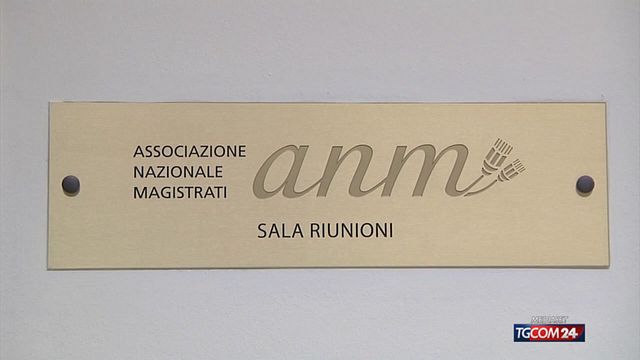 ASSOCIAZIONE
NAZIONALE
MAGISTRATI
anm
SALA RIUNIONI
MEDIASET
TGCOM24